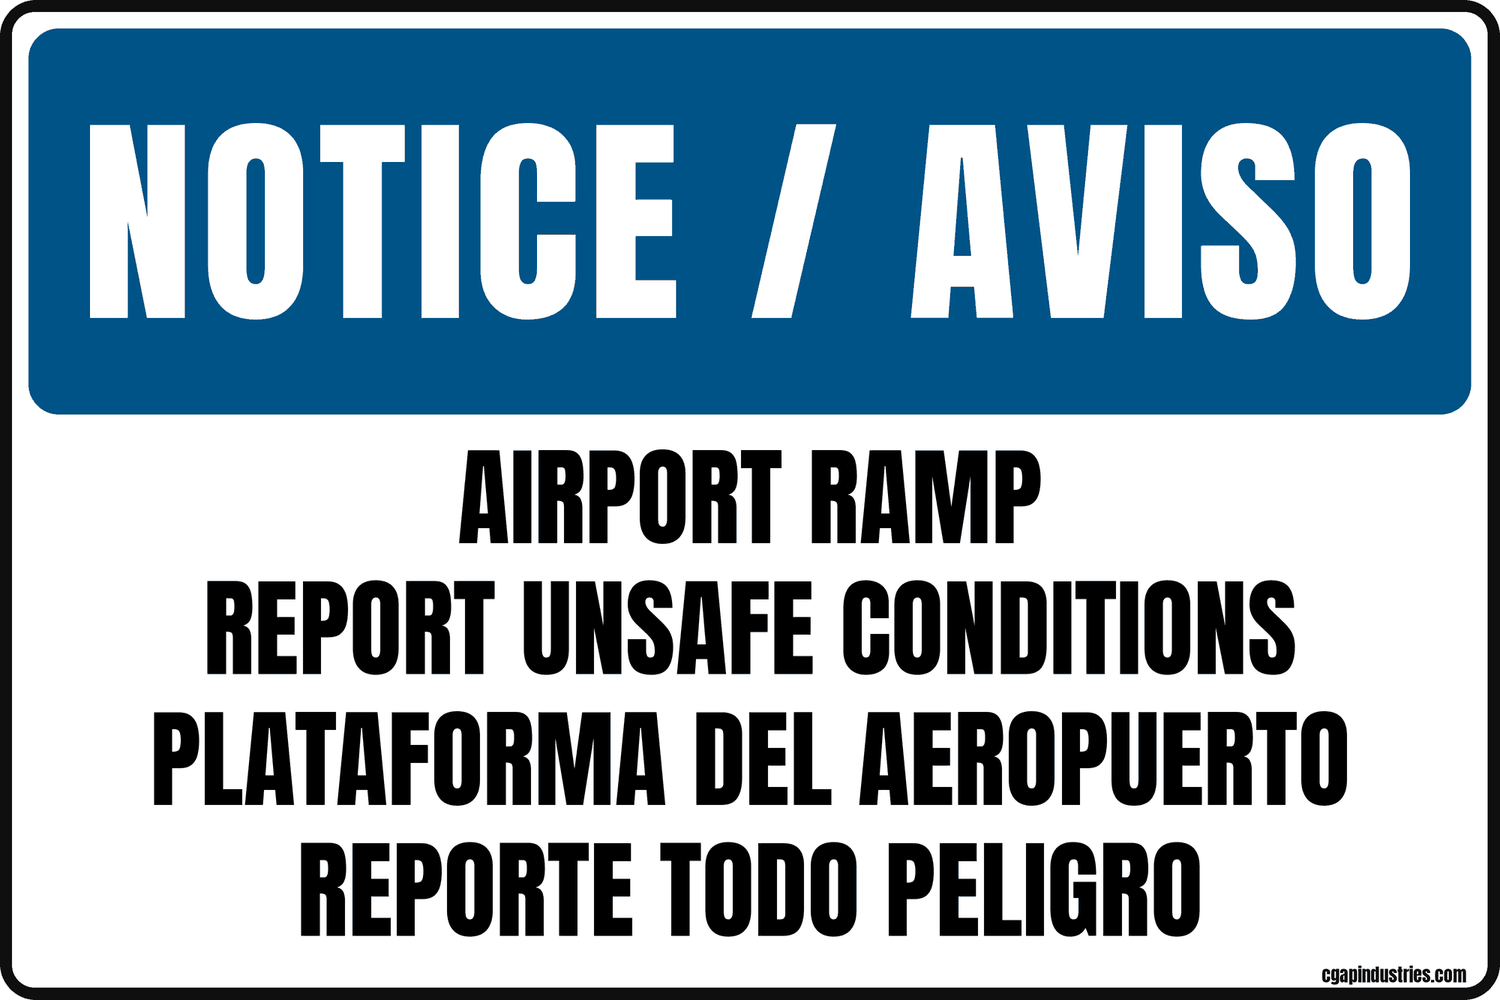 NOTICE / AVISO
AIRPORT RAMP
REPORT UNSAFE CONDITIONS
PLATAFORMA DEL AEROPUERTO
REPORTE TODO PELIGRO
cgapindustries.com